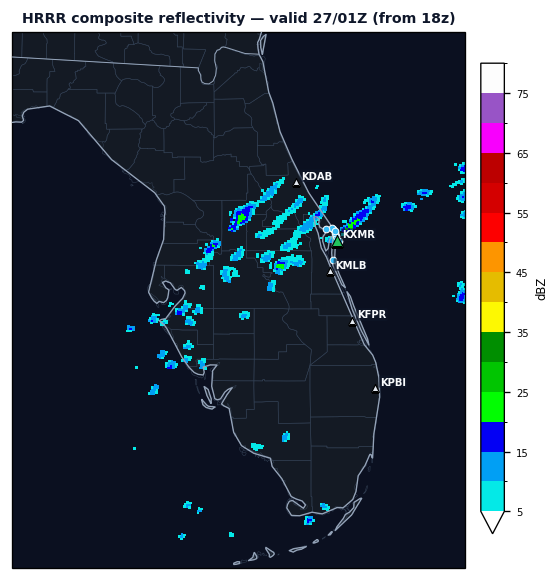 HRRR composite reflectivity — valid 27/01Z (from 18z)
KDAB
KXMR
KMLB
KFPR
KPBI
75
65
55
45
35
25
15
5
dBZ